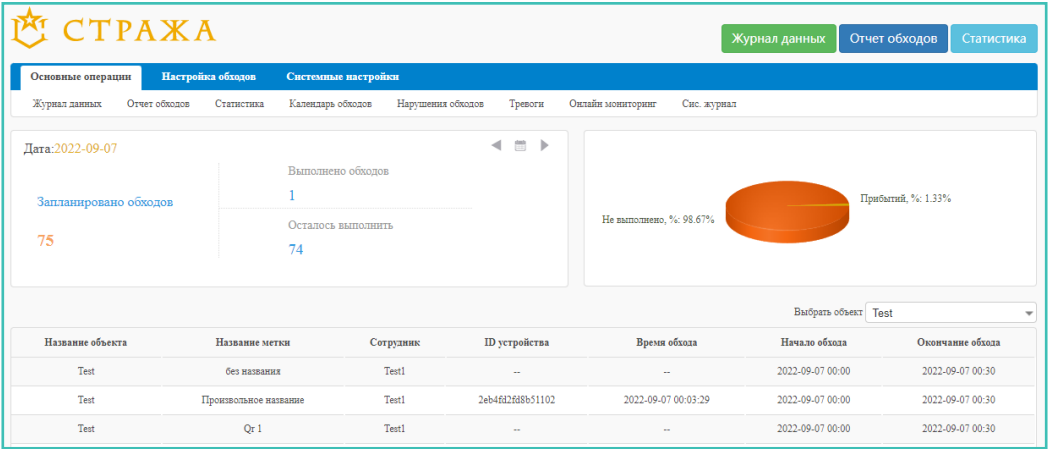 СТРАЖА
Журнал данных Отчет обходов Статистика
Основные операции Настройка обходов Системные настройки
Журнал данных Отчет обходов Статистика Календарь обходов Нарушения обходов Тревоги Онлайн мониторинг Сис. журнал
Дата:2022-09-07
Выполнено обходов
1
Запланировано обходов
75
Осталось выполнить
74
Прибытий, %: 1.33%
Не выполнено, %: 98.67%
Выбрать объект Test
Название объекта Название метки Сотрудник ID устройства Время обхода Начало обхода Окончание обхода
Test без названия Test1 -- -- 2022-09-07 00:00 2022-09-07 00:30
Test Произвольное название Test1 2eb4fd2fd8b51102 2022-09-07 00:03:29 2022-09-07 00:00 2022-09-07 00:30
Test Qr 1 Test1 -- -- 2022-09-07 00:00 2022-09-07 00:30